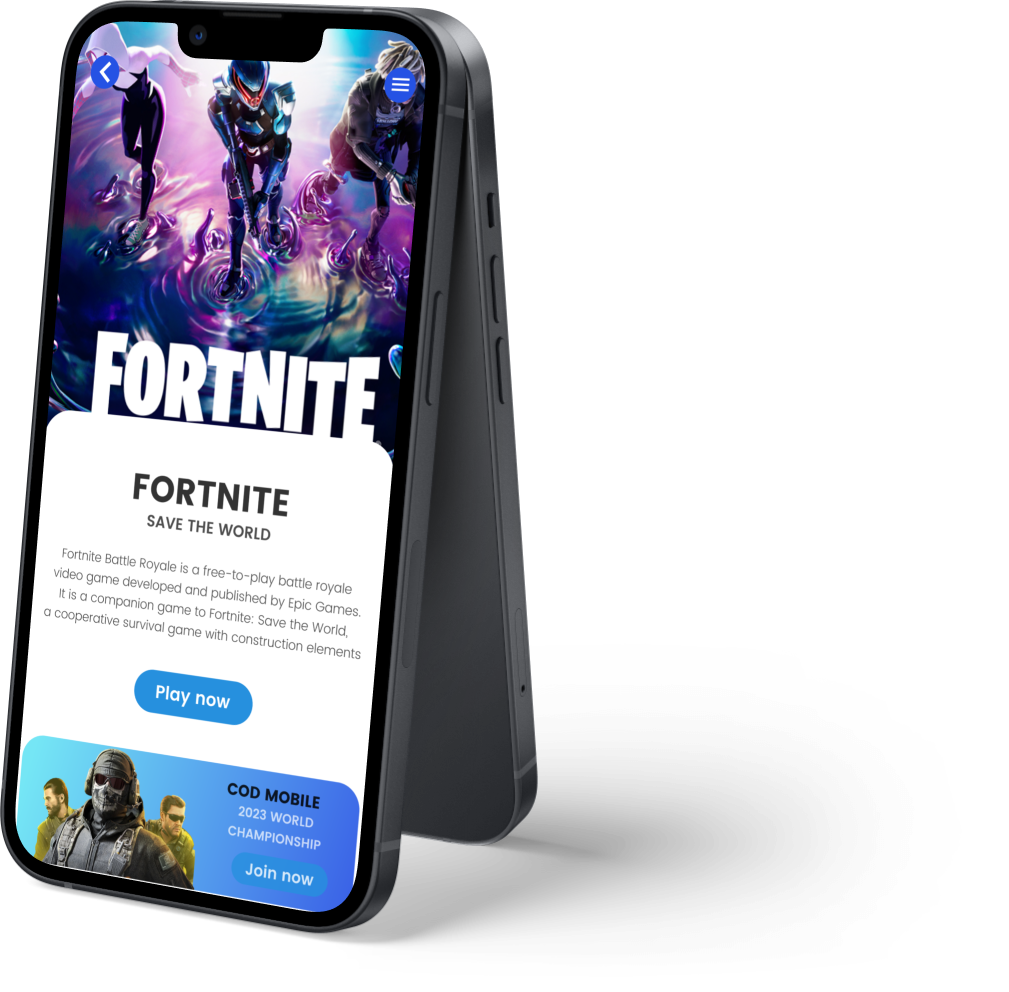 FORTNITE
FORTNITE
SAVE THE WORLD
Fortnite Battle Royale is a free-to-play battle royale
video game developed and published by Epic Games.
It is a companion game to Fortnite: Save the World,
a cooperative survival game with construction elements
Play now
COD MOBILE
2023 WORLD
CHAMPIONSHIP
Join now